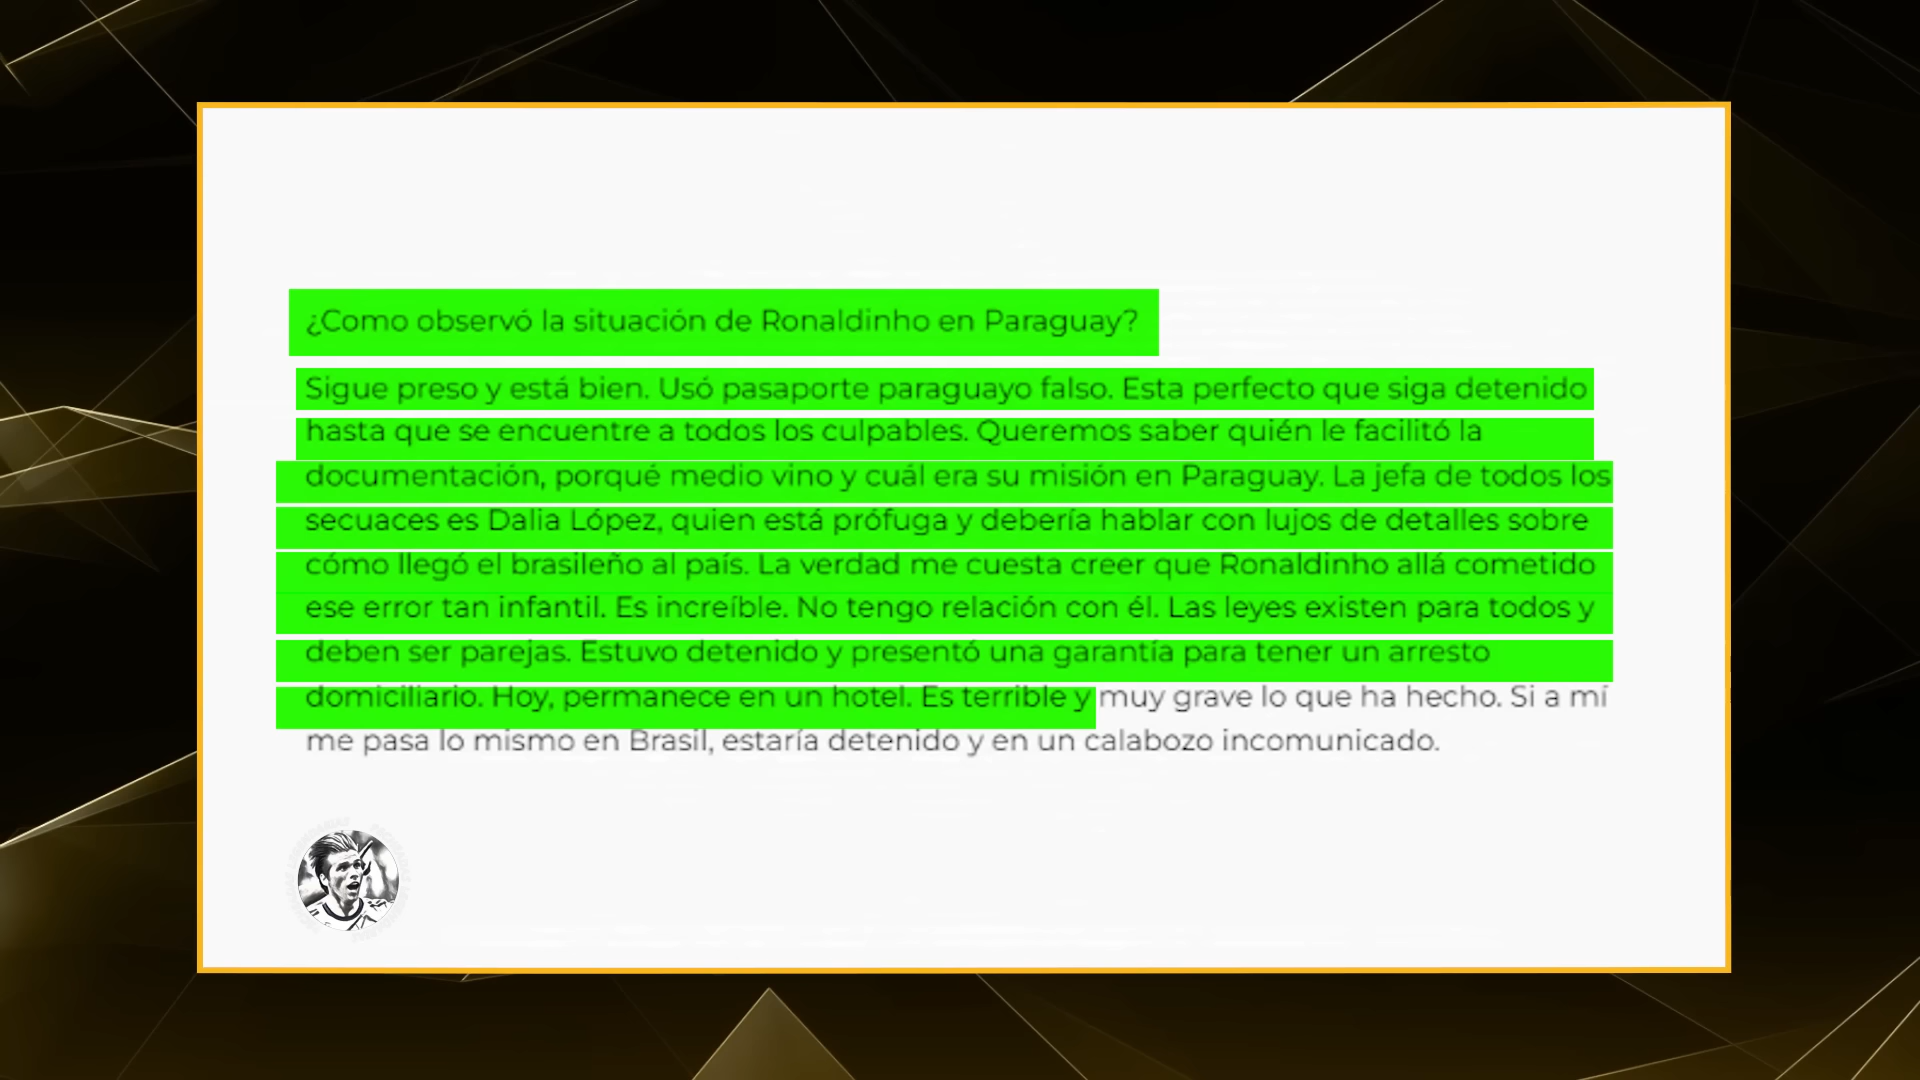 ¿Como observó la situación de Ronaldinho en Paraguay?
Sigue preso y está bien. Usó pasaporte paraguayo falso. Esta perfecto que siga detenido
hasta que se encuentre a todos los culpables. Queremos saber quién le facilitó la
documentación, porqué medio vino y cuál era su misión en Paraguay. La jefa de todos los
secuaces es Dalia López, quien está prófuga y debería hablar con lujos de detalles sobre
cómo llegó el brasileño al país. La verdad me cuesta creer que Ronaldinho allá cometido
ese error tan infantil. Es increíble. No tengo relación con él. Las leyes existen para todos y
deben ser parejas. Estuvo detenido y presentó una garantía para tener un arresto
domiciliario. Hoy, permanece en un hotel. Es terrible y muy grave lo que ha hecho. Si a mí
me pasa lo mismo en Brasil, estaría detenido y en un calabozo incomunicado.